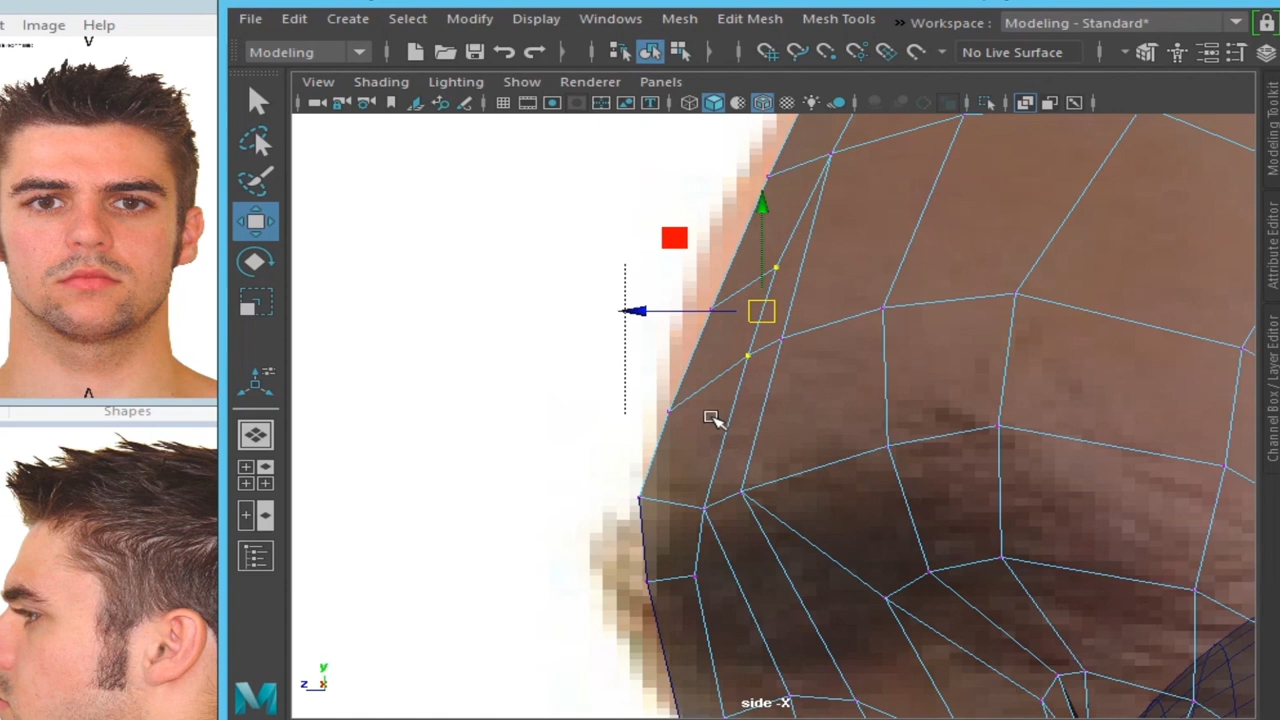 t Image Help
V
Λ
Shapes
File Edit Create Select Modify Display Windows Mesh Edit Mesh Mesh Tools » Workspace : Modeling - Standard*
Modeling No Live Surface
View Shading Lighting Show Renderer Panels
Modeling Toolkit
Attribute Editor
Channel Box / Layer Editor
y
z x
side -X
M